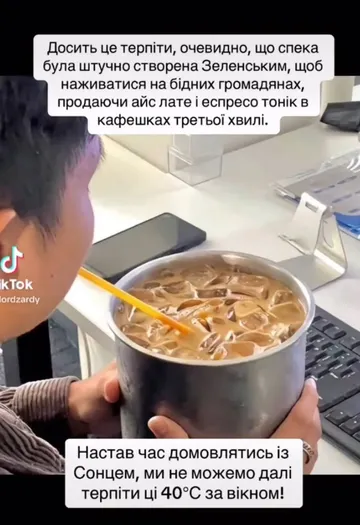 Досить це терпіти, очевидно, що спека
була штучно створена Зеленським, щоб
наживатися на бідних громадянах,
продаючи айс лате і еспресо тонік в
кафешках третьої хвилі.
TikTok
lordzardy
Настав час домовлятись із
Сонцем, ми не можемо далі
терпіти ці 40°С за вікном!